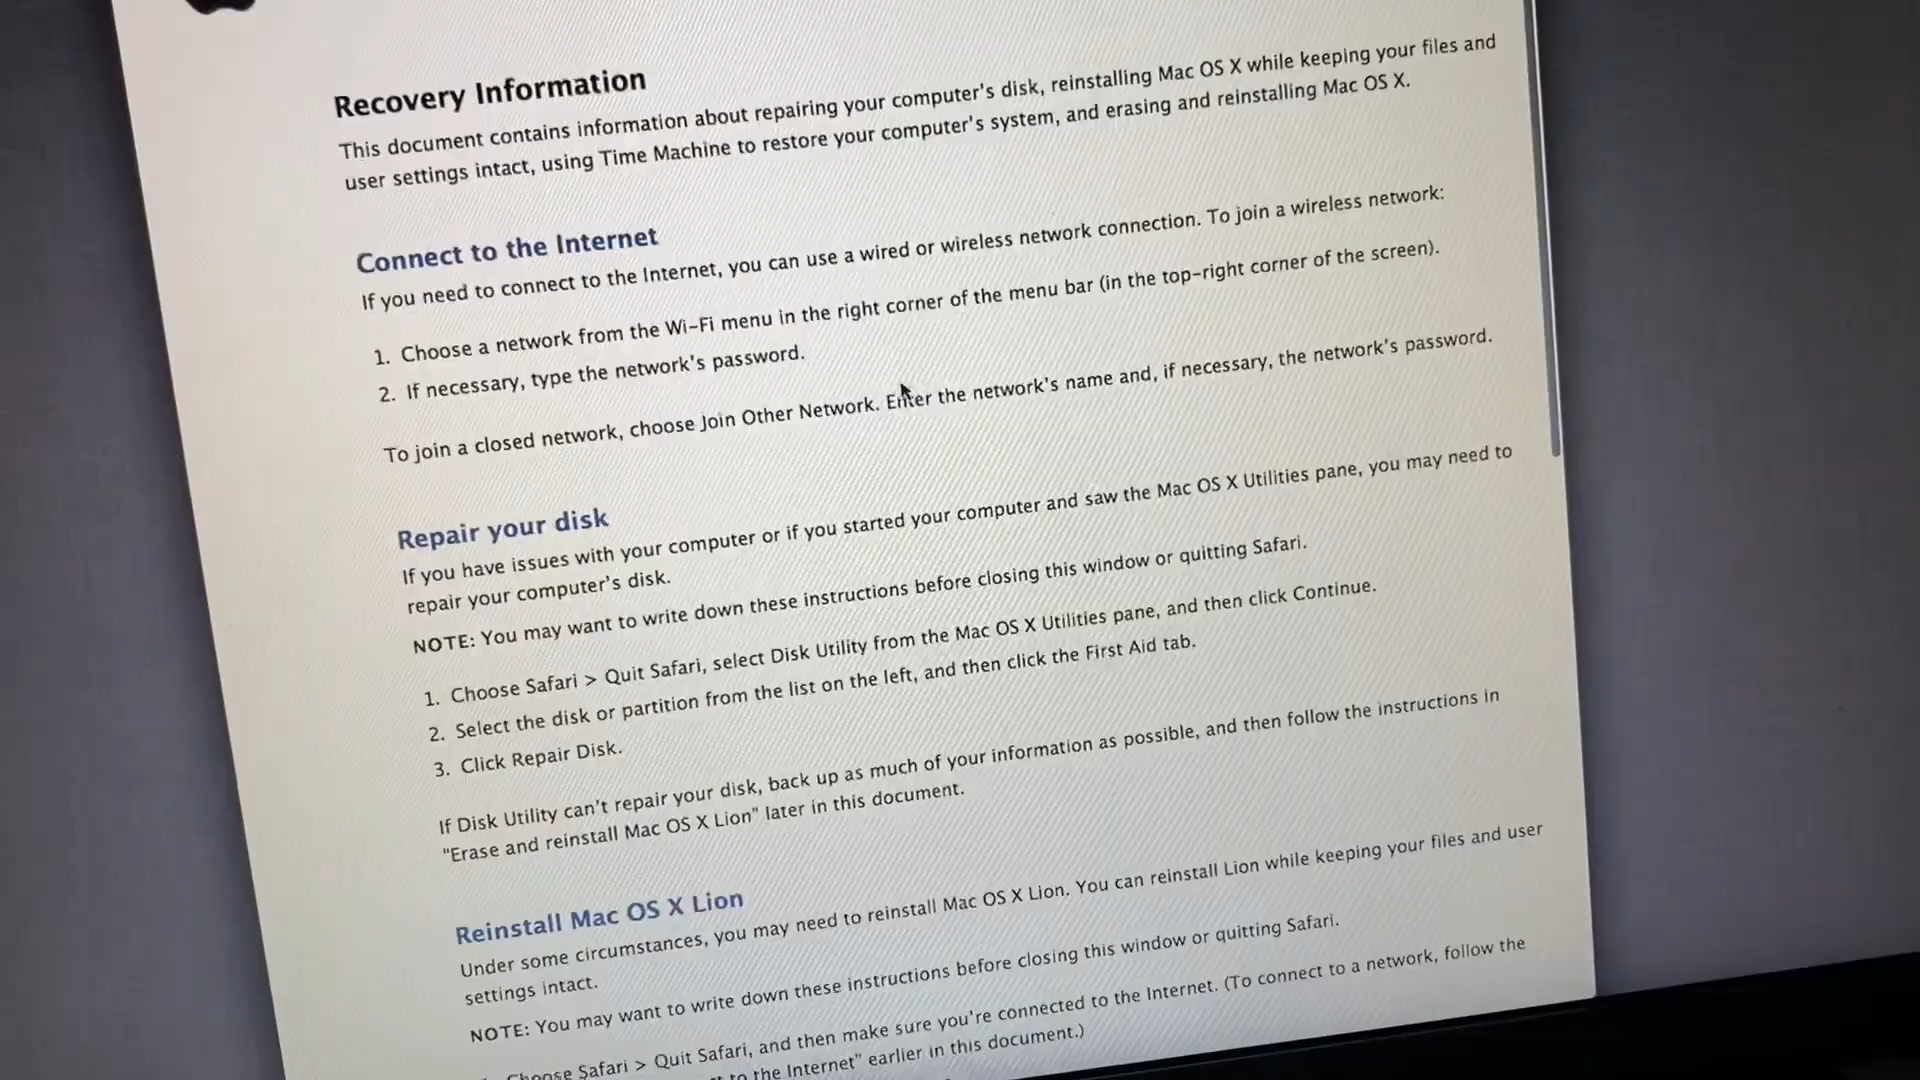 Recovery Information
This document contains information about repairing your computer's disk, reinstalling Mac OS X while keeping your files and
user settings intact, using Time Machine to restore your computer's system, and erasing and reinstalling Mac OS X.
Connect to the Internet
If you need to connect to the Internet, you can use a wired or wireless network connection. To join a wireless network:
1. Choose a network from the Wi-Fi menu in the right corner of the menu bar (in the top-right corner of the screen).
2. If necessary, type the network's password.
To join a closed network, choose Join Other Network. Enter the network's name and, if necessary, the network's password.
Repair your disk
If you have issues with your computer or if you started your computer and saw the Mac OS X Utilities pane, you may need to
repair your computer's disk.
NOTE: You may want to write down these instructions before closing this window or quitting Safari.
1. Choose Safari > Quit Safari, select Disk Utility from the Mac OS X Utilities pane, and then click Continue.
2. Select the disk or partition from the list on the left, and then click the First Aid tab.
3. Click Repair Disk.
If Disk Utility can't repair your disk, back up as much of your information as possible, and then follow the instructions in
"Erase and reinstall Mac OS X Lion" later in this document.
Reinstall Mac OS X Lion
Under some circumstances, you may need to reinstall Mac OS X Lion. You can reinstall Lion while keeping your files and user
settings intact.
NOTE: You may want to write down these instructions before closing this window or quitting Safari.
Choose Safari > Quit Safari, and then make sure you're connected to the Internet. (To connect to a network, follow the
to the Internet" earlier in this document.)